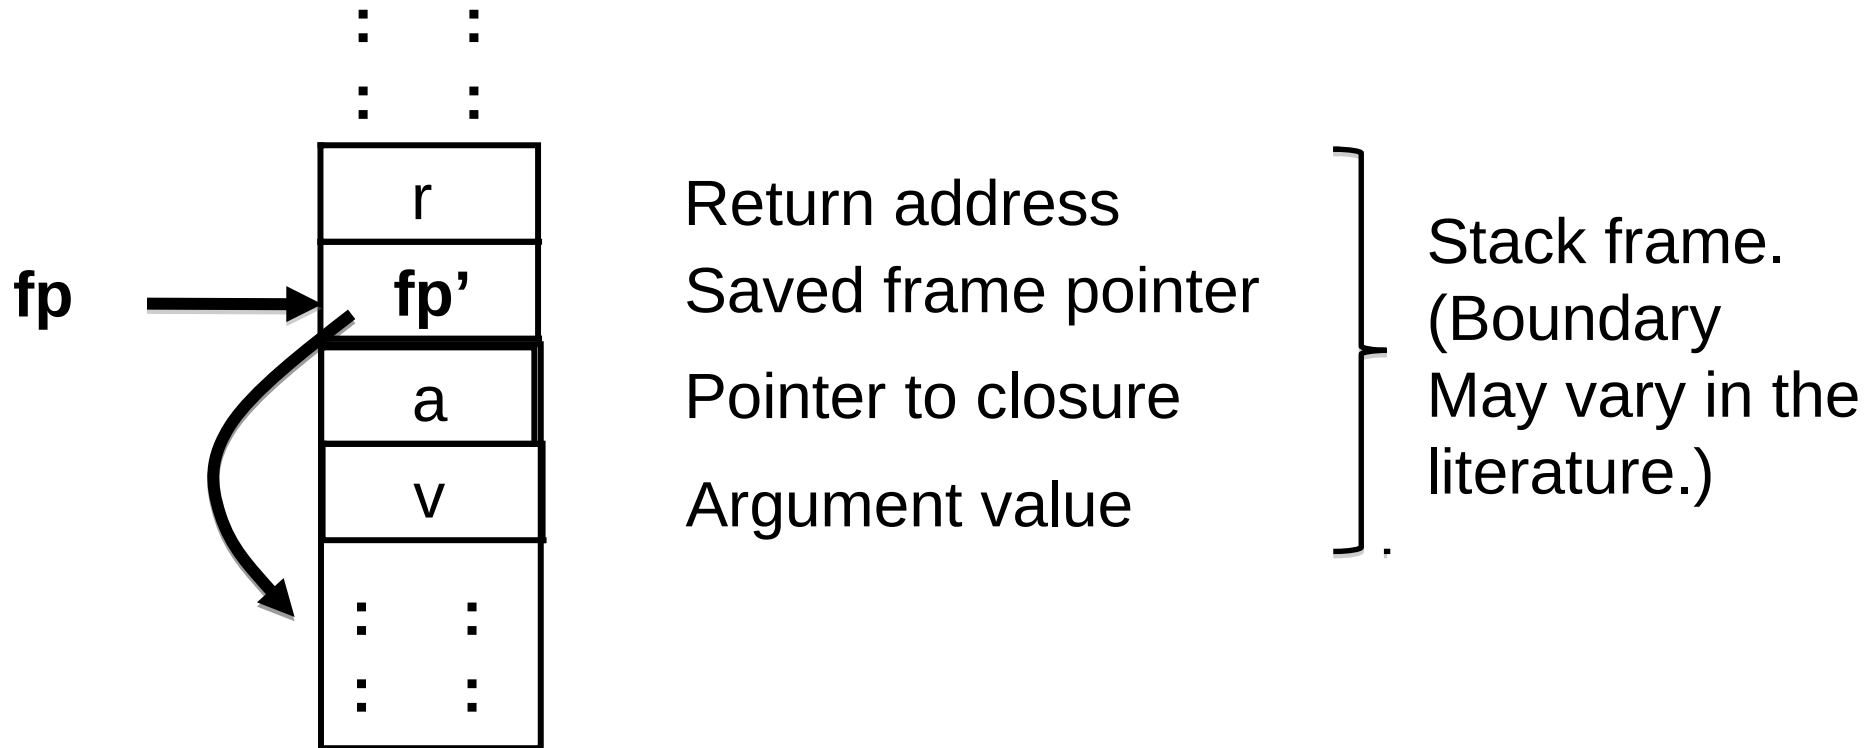 : :
: :
r Return address
fp fp’ Saved frame pointer
a Pointer to closure
v Argument value
: :
: :
Stack frame.
(Boundary
May vary in the
literature.)
.